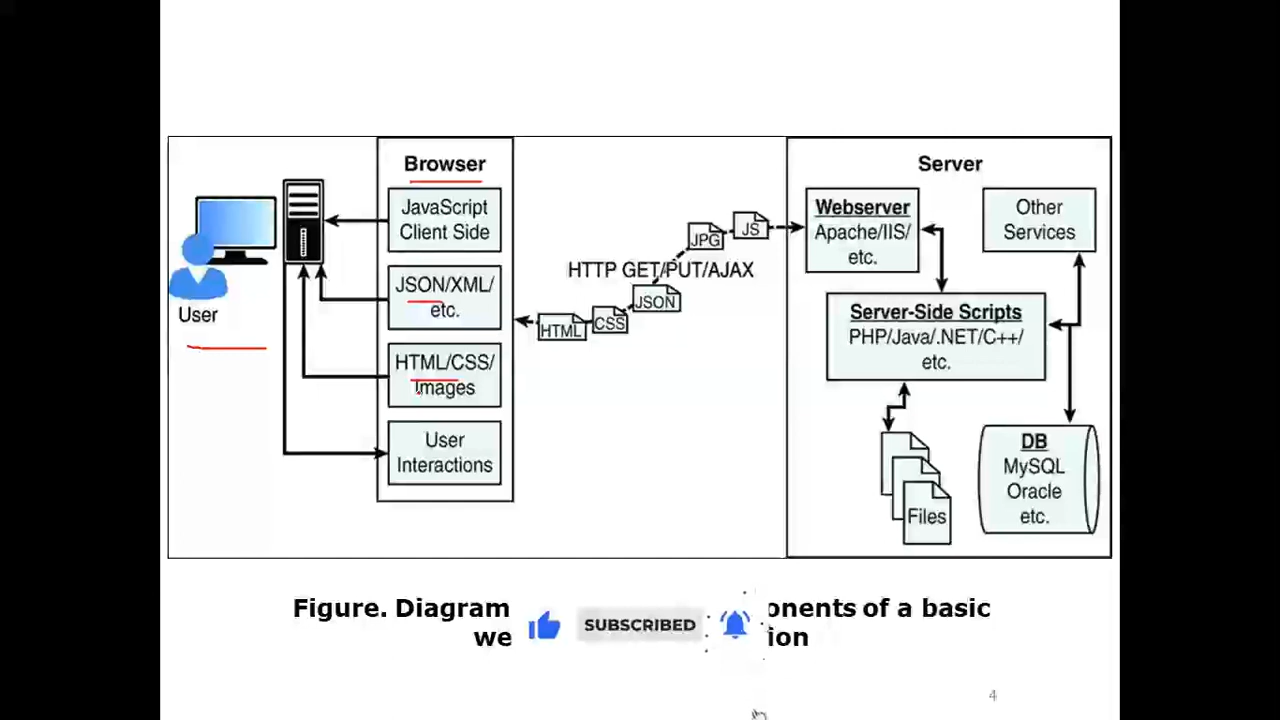 Browser
JavaScript
Client Side
JSON/XML/
etc.
HTML/CSS/
Images
User
Interactions
User
HTTP GET/PUT/AJAX
HTML
CSS
JSON
JPG
JS
Server
Webserver
Apache/IIS/
etc.
Other
Services
Server-Side Scripts
PHP/Java/.NET/C++/
etc.
Files
DB
MySQL
Oracle
etc.
Figure. Diagram onents of a basic
we ion
SUBSCRIBED
4